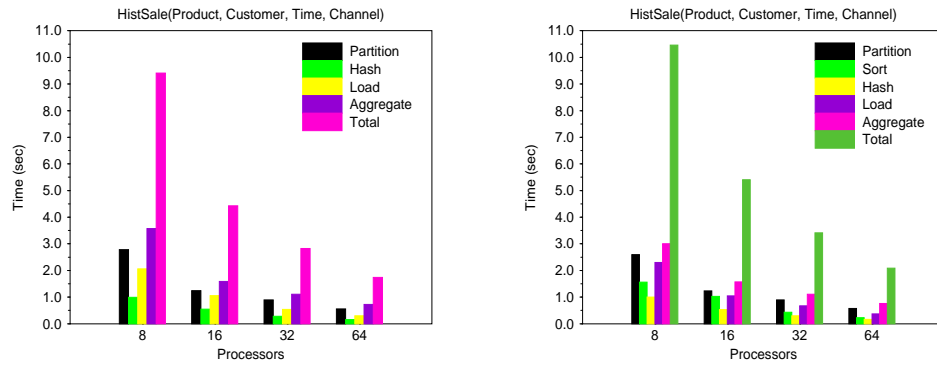 HistSale(Product, Customer, Time, Channel)
11.0
10.0
9.0
8.0
7.0
6.0
5.0
4.0
3.0
2.0
1.0
0.0
Time (sec)
Partition
Hash
Load
Aggregate
Total
8 16 32 64
Processors
HistSale(Product, Customer, Time, Channel)
11.0
10.0
9.0
8.0
7.0
6.0
5.0
4.0
3.0
2.0
1.0
0.0
Time (sec)
Partition
Sort
Hash
Load
Aggregate
Total
8 16 32 64
Processors